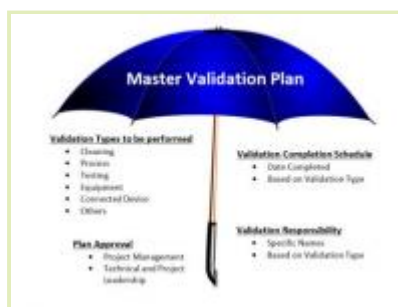 Master Validation Plan
Validation Types to be performed
• Cleaning
• Process
• Testing
• Equipment
• Connected Device
• Others
Plan Approval
• Project Management
• Technical and Project
Leadership
Validation Completion Schedule
• Date Completed
• Based on Validation Type
Validation Responsibility
• Specific Names
• Based on Validation Type